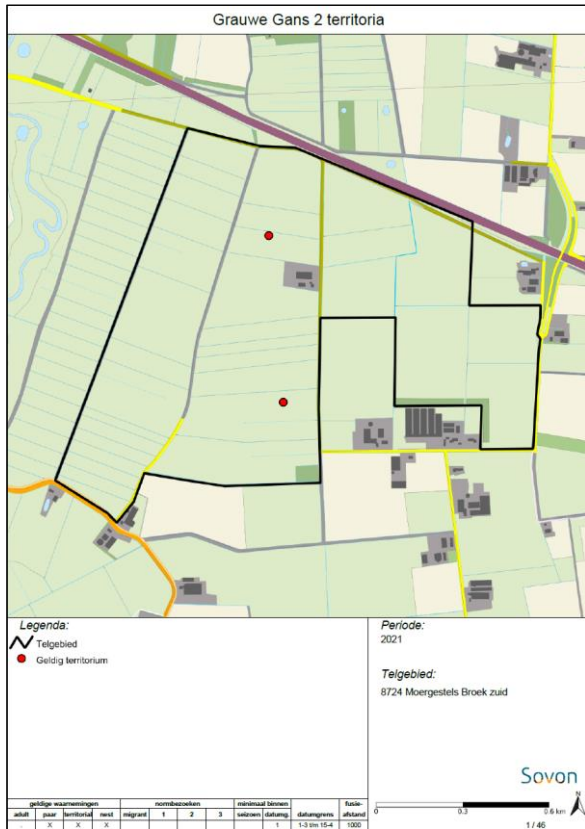 Grauwe Gans 2 territoria
Legenda:
Telgebied
Geldig territorium
Periode:
2021
Telgebied:
8724 Moergestels Broek zuid
Sovon
N
0 0.3 0.6 km
1 / 46
geldige waarnemingen normbezoeken minimaal binnen fusie-
adult paar territorial nest migrant 1 2 3 seizoen datumg. datumgrens afstand
. X X X 1 1-3 t/m 15-4 1000